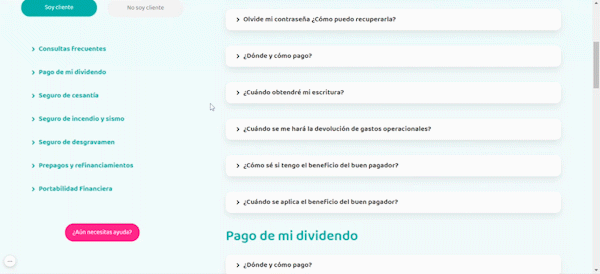 Soy cliente
No soy cliente
Consultas Frecuentes
Pago de mi dividendo
Seguro de cesantía
Seguro de incendio y sismo
Seguro de desgravamen
Prepagos y refinanciamientos
Portabilidad Financiera
¿Aún necesitas ayuda?
Olvide mi contraseña ¿Cómo puedo recuperarla?
¿Dónde y cómo pago?
¿Cuándo obtendré mi escritura?
¿Cuándo se me hará la devolución de gastos operacionales?
¿Cómo sé si tengo el beneficio del buen pagador?
¿Cuándo se aplica el beneficio del buen pagador?
Pago de mi dividendo
¿Dónde y cómo pago?